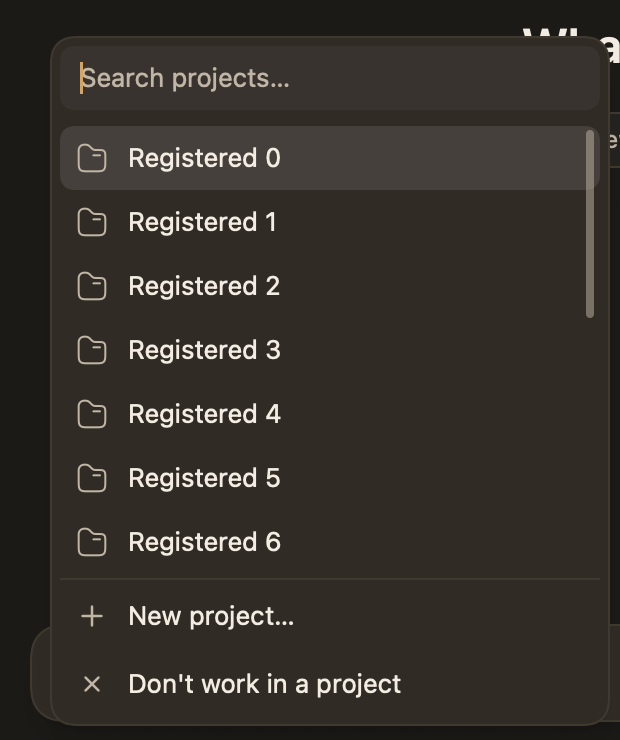 Search projects...
Registered 0
Registered 1
Registered 2
Registered 3
Registered 4
Registered 5
Registered 6
New project...
Don't work in a project